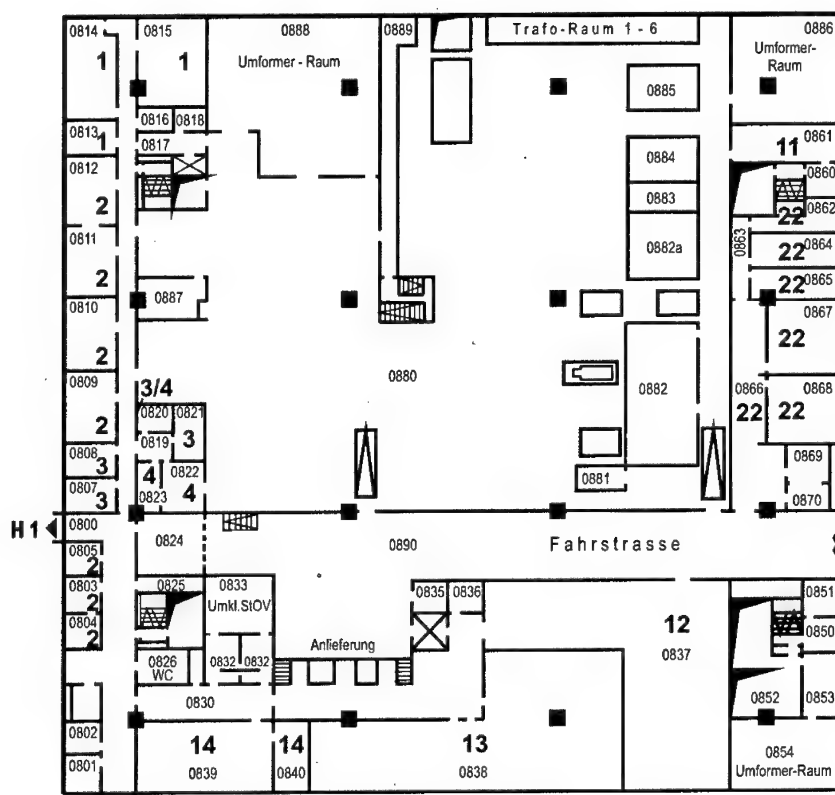 0814 0815 0888 0889 Trafo-Raum 1 - 6 0886
1 1 Umformer - Raum Umformer-
Raum
0885
0816 0818
0813 1 0817 0861
11
0812 0884 0860
2 0883 0862
22
0811 0882a 0863 22 0864
2 0887 22 0865
0810 0867
2 22
0880
0809 3/4 0882 0866 0868
2 0820 0821 22 22
0819 3
0808 3 4 0822 0869
0807 3 0823 4 0881 0870
0800
H1 0824 0890 Fahrstrasse
0805 2
0803 2 0825 0833 0835 0836 0851
Umkl.StOV
0804 2 12 0850
Anlieferung 0837
0826 0832 0832
WC
0830 0852 0853
0802 14 14 13 0854
0801 0839 0840 0838 Umformer-Raum